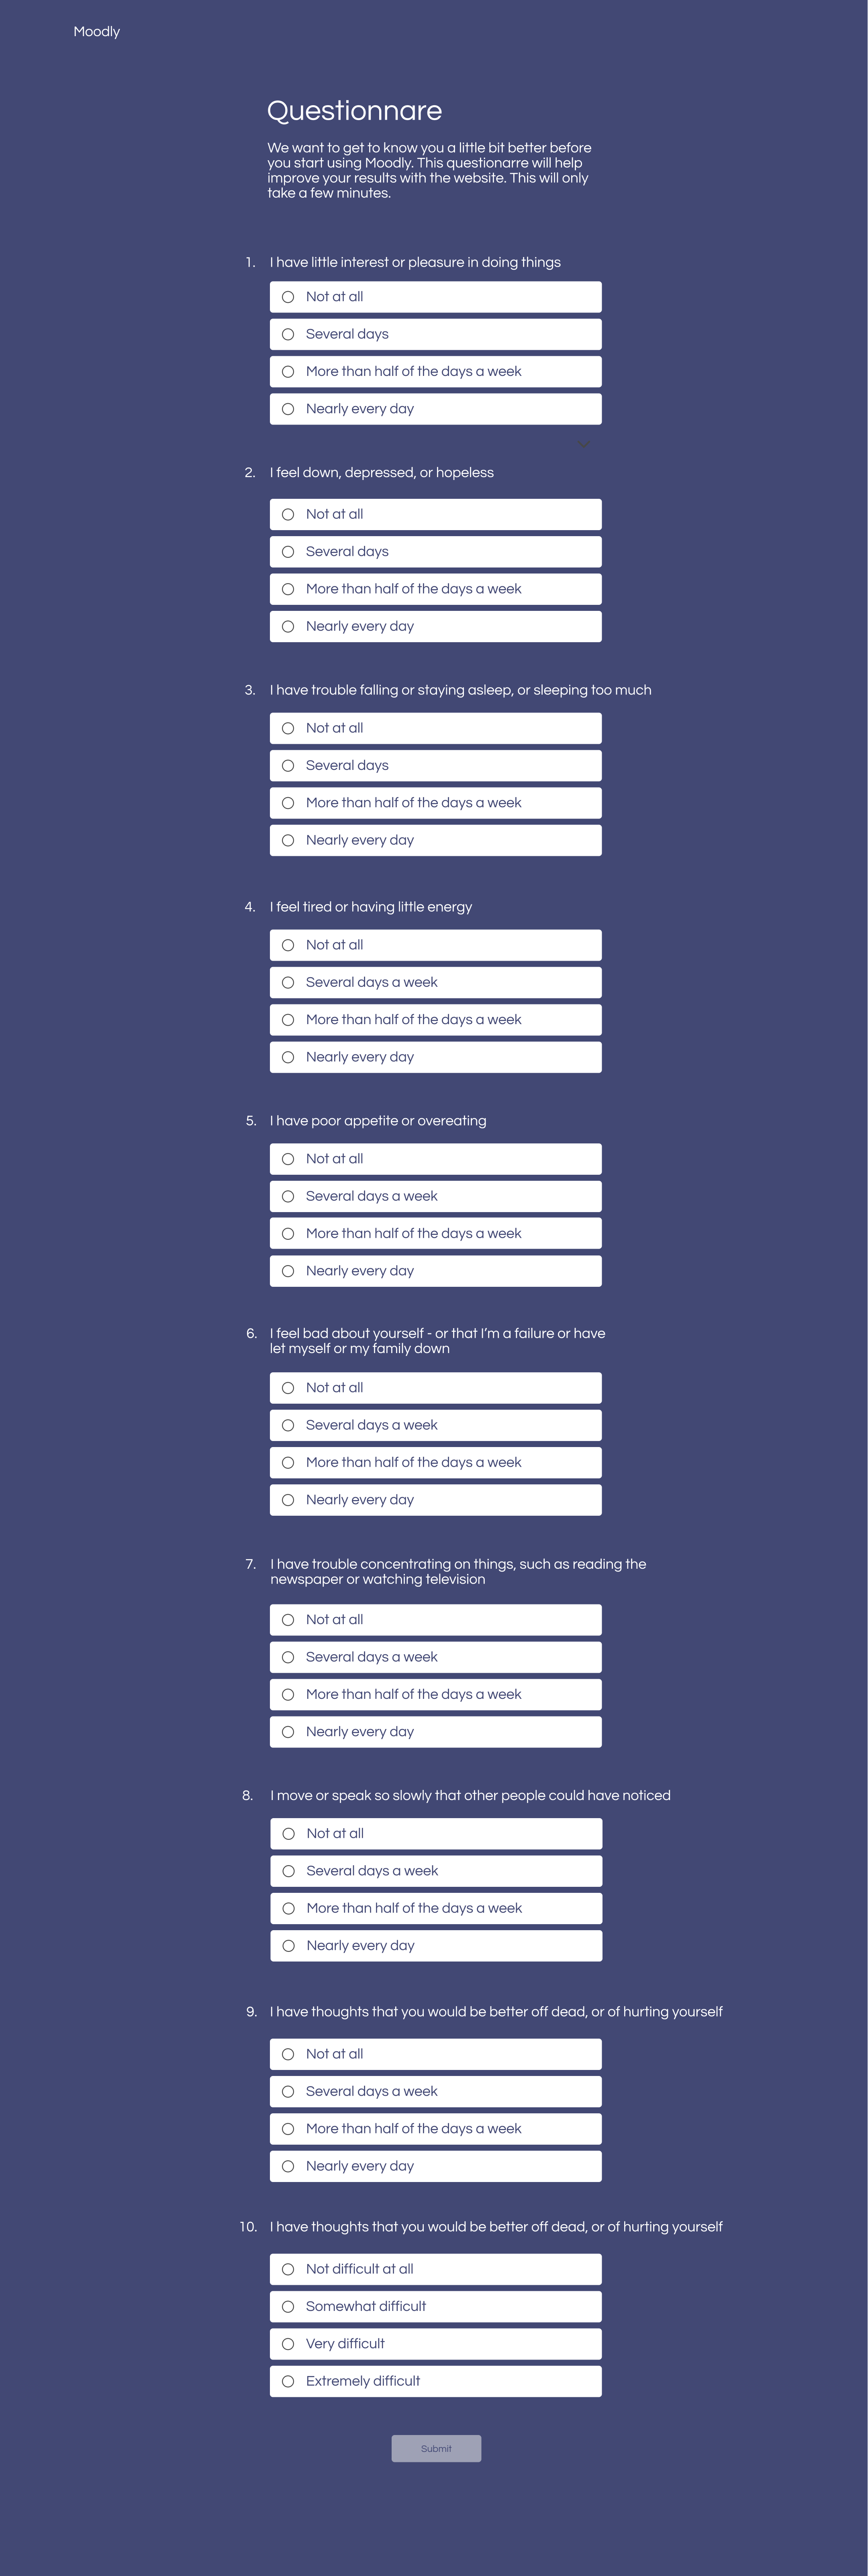 Moodly
Questionnare
We want to get to know you a little bit better before
you start using Moodly. This questionarre will help
improve your results with the website. This will only
take a few minutes.
1. I have little interest or pleasure in doing things
Not at all
Several days
More than half of the days a week
Nearly every day
2. I feel down, depressed, or hopeless
Not at all
Several days
More than half of the days a week
Nearly every day
3. I have trouble falling or staying asleep, or sleeping too much
Not at all
Several days
More than half of the days a week
Nearly every day
4. I feel tired or having little energy
Not at all
Several days a week
More than half of the days a week
Nearly every day
5. I have poor appetite or overeating
Not at all
Several days a week
More than half of the days a week
Nearly every day
6. I feel bad about yourself - or that I'm a failure or have
let myself or my family down
Not at all
Several days a week
More than half of the days a week
Nearly every day
7. I have trouble concentrating on things, such as reading the
newspaper or watching television
Not at all
Several days a week
More than half of the days a week
Nearly every day
8. I move or speak so slowly that other people could have noticed
Not at all
Several days a week
More than half of the days a week
Nearly every day
9. I have thoughts that you would be better off dead, or of hurting yourself
Not at all
Several days a week
More than half of the days a week
Nearly every day
10. I have thoughts that you would be better off dead, or of hurting yourself
Not difficult at all
Somewhat difficult
Very difficult
Extremely difficult
Submit